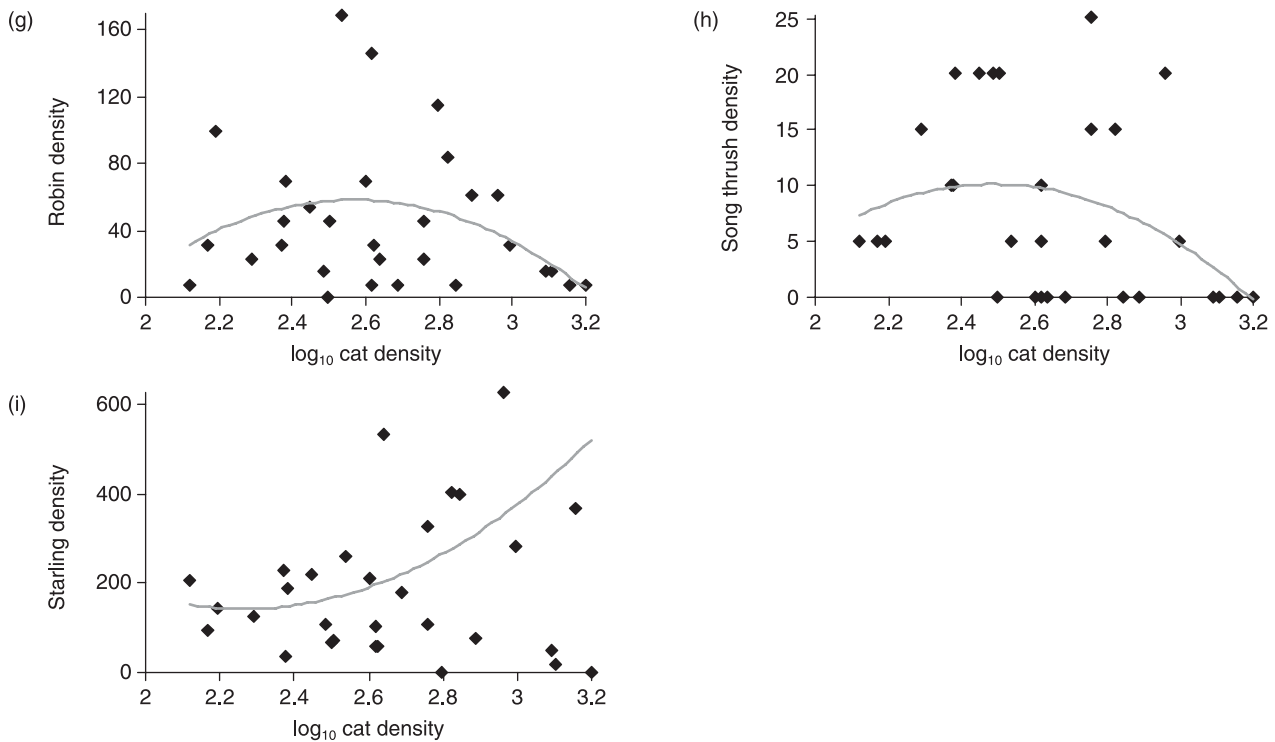 (g)
160
120
80
40
0
Robin density
2 2.2 2.4 2.6 2.8 3 3.2
log₁₀ cat density
(h)
25
20
15
10
5
0
Song thrush density
2 2.2 2.4 2.6 2.8 3 3.2
log₁₀ cat density
(i)
600
400
200
0
Starling density
2 2.2 2.4 2.6 2.8 3 3.2
log₁₀ cat density